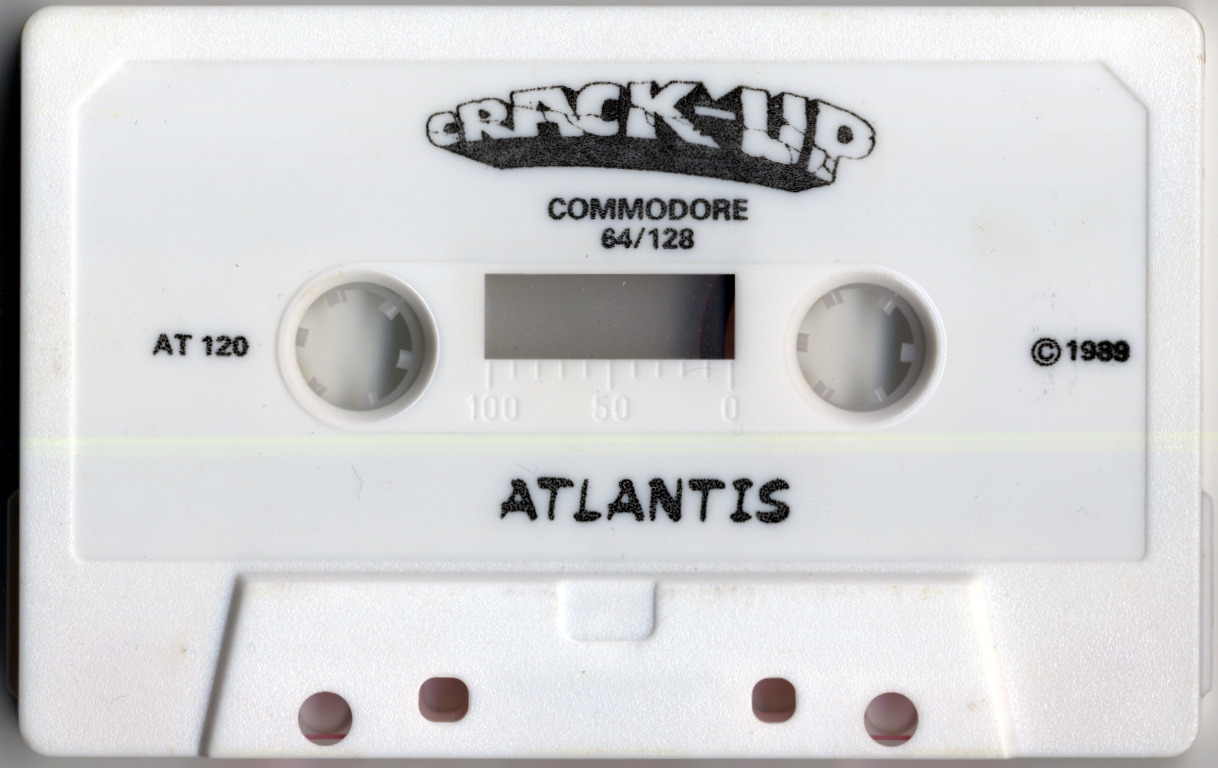 CRACK-UP
COMMODORE
64/128
AT 120
© 1989
100 50 0
ATLANTIS